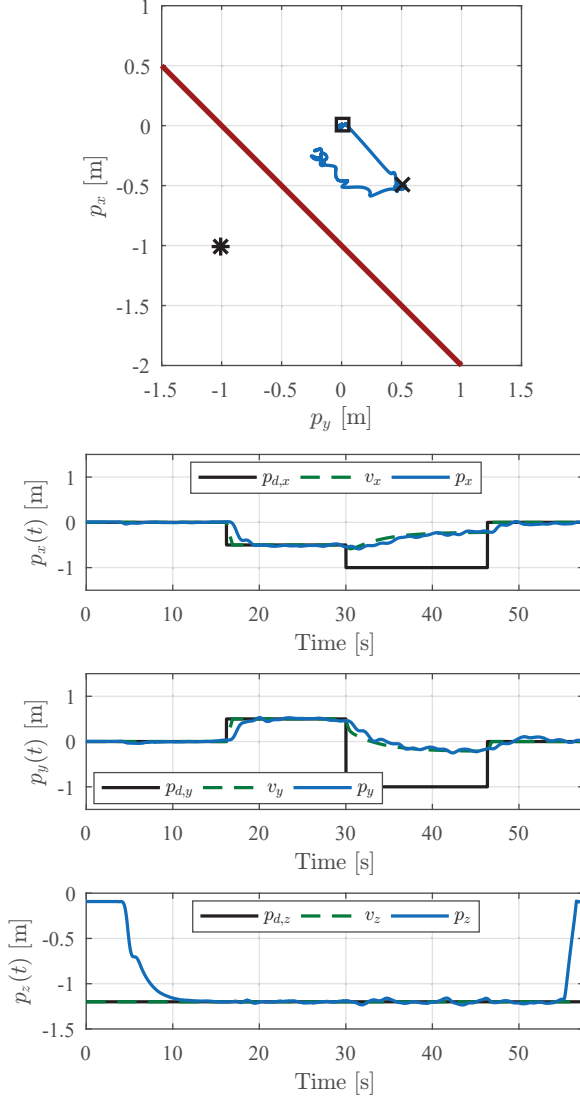 1
0.5
0
-0.5
-1
-1.5
-2
p_x [m]
-1.5 -1 -0.5 0 0.5 1 1.5
p_y [m]
p_{d,x} v_x p_x
1
0
-1
p_x(t) [m]
0 10 20 30 40 50
Time [s]
1
0
-1
p_y(t) [m]
p_{d,y} v_y p_y
0 10 20 30 40 50
Time [s]
p_{d,z} v_z p_z
0
-0.5
-1
-1.5
p_z(t) [m]
0 10 20 30 40 50
Time [s]